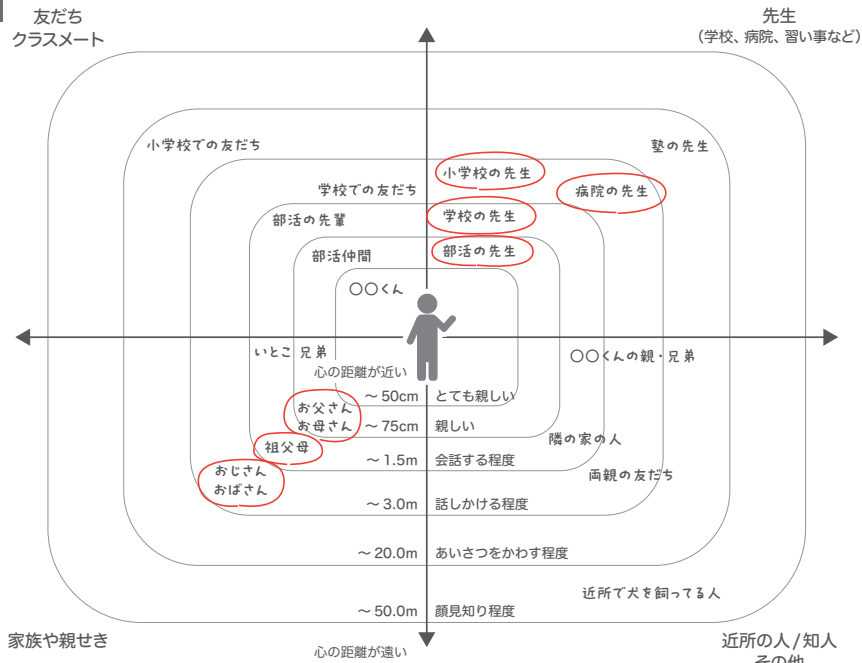 友だち
クラスメート
先生
（学校、病院、習い事など）
小学校での友だち
塾の先生
小学校の先生
学校での友だち
病院の先生
部活の先輩
学校の先生
部活仲間
部活の先生
〇〇くん
いとこ 兄弟
〇〇くんの親・兄弟
心の距離が近い
〜 50cm とても親しい
お父さん
お母さん
〜 75cm 親しい
隣の家の人
祖父母
〜 1.5m 会話する程度
おじさん
おばさん
両親の友だち
〜 3.0m 話しかける程度
〜 20.0m あいさつをかわす程度
近所で犬を飼ってる人
〜 50.0m 顔見知り程度
家族や親せき
心の距離が遠い
近所の人/知人
その他